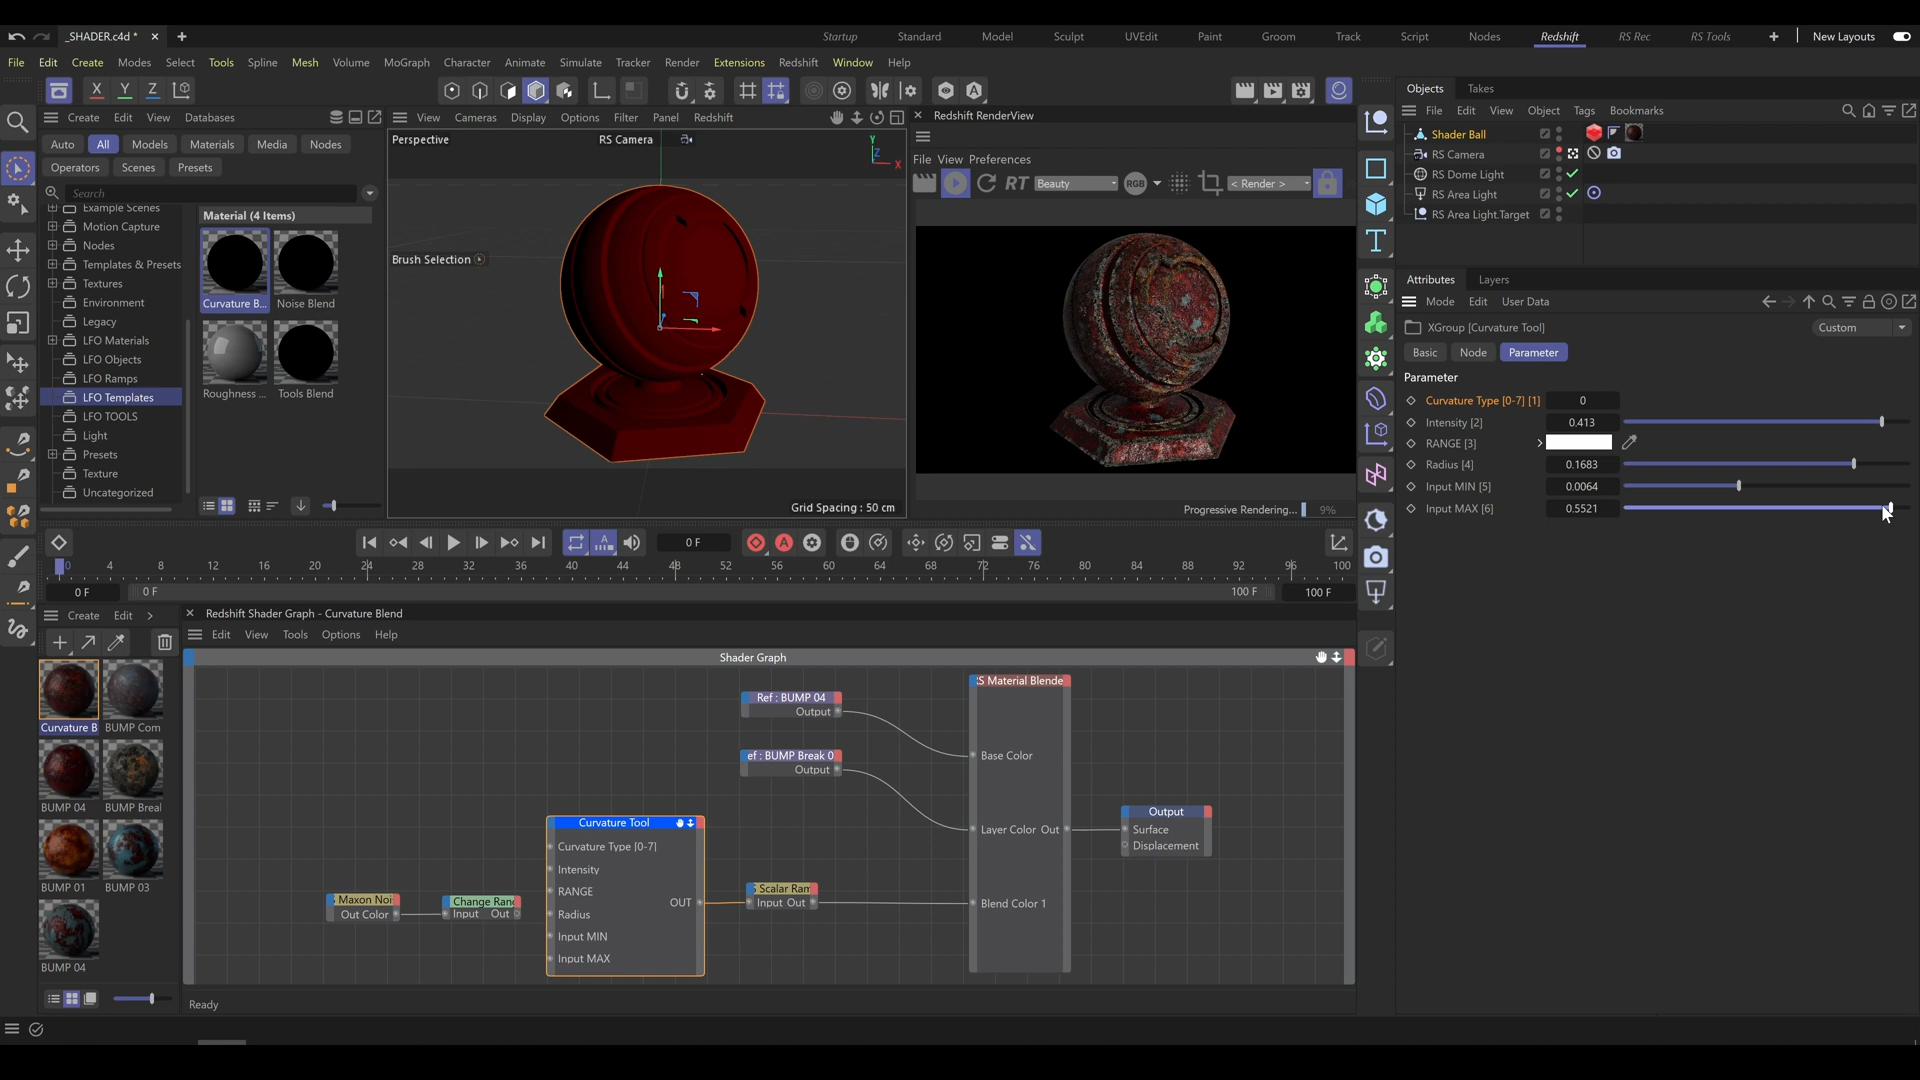 _SHADER.c4d *
Startup Standard Model Sculpt UVEdit Paint Groom Track Script Nodes Redshift RS Rec RS Tools New Layouts
File Edit Create Modes Select Tools Spline Mesh Volume MoGraph Character Animate Simulate Tracker Render Extensions Redshift Window Help
X Y Z
Create Edit View Databases
Auto All Models Materials Media Nodes
Operators Scenes Presets
Search
Example Scenes
Motion Capture
Nodes
Templates & Presets
Textures
Environment
Legacy
LFO Materials
LFO Objects
LFO Ramps
LFO Templates
LFO TOOLS
Light
Presets
Texture
Uncategorized
Material (4 Items)
Curvature B... Noise Blend
Roughness ... Tools Blend
View Cameras Display Options Filter Panel Redshift
Perspective RS Camera
Y
Z
X
Brush Selection
Grid Spacing : 50 cm
Redshift RenderView
File View Preferences
RT Beauty RGB < Render >
Progressive Rendering... 9%
Objects Takes
File Edit View Object Tags Bookmarks
Shader Ball
RS Camera
RS Dome Light
RS Area Light
RS Area Light.Target
Attributes Layers
Mode Edit User Data
XGroup [Curvature Tool] Custom
Basic Node Parameter
Parameter
Curvature Type [0-7] [1] 0
Intensity [2] 0.413
RANGE [3]
Radius [4] 0.1683
Input MIN [5] 0.0064
Input MAX [6] 0.5521
0 F
0 4 8 12 16 20 24 28 32 36 40 44 48 52 56 60 64 68 72 76 80 84 88 92 96 100
0 F 0 F 100 F 100 F
Create Edit
Curvature B BUMP Com
BUMP 04 BUMP Breal
BUMP 01 BUMP 03
BUMP 04
Redshift Shader Graph - Curvature Blend
Edit View Tools Options Help
Shader Graph
Ref : BUMP 04
Output
ef : BUMP Break 0
Output
S Material Blende
Base Color
Layer Color Out
Blend Color 1
Output
Surface
Displacement
Curvature Tool
Curvature Type [0-7]
Intensity
RANGE
OUT
Radius
Input MIN
Input MAX
Maxon Noi
Out Color
Change Rang
Input Out
Scalar Ram
Input Out
Ready